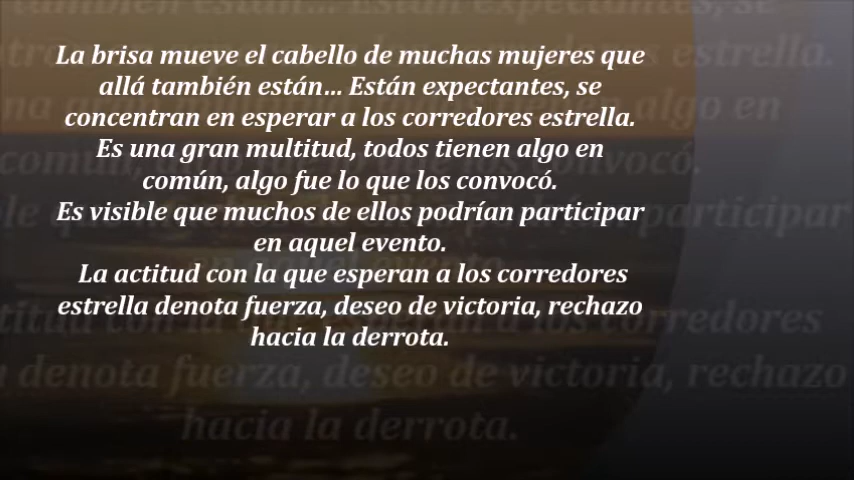 La brisa mueve el cabello de muchas mujeres que
allá también están... Están expectantes, se
concentran en esperar a los corredores estrella.
Es una gran multitud, todos tienen algo en
común, algo fue lo que los convocó.
Es visible que muchos de ellos podrían participar
en aquel evento.
La actitud con la que esperan a los corredores
estrella denota fuerza, deseo de victoria, rechazo
hacia la derrota.